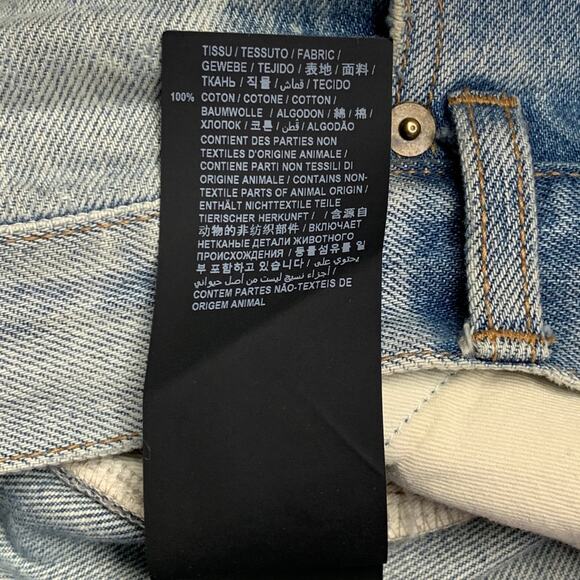 TISSU / TESSUTO / FABRIC /
GEWEBE / TEJIDO / 表地 / 面料 /
ТКАНЬ / 직물 / قماش / TECIDO
100% COTON / COTONE / COTTON /
BAUMWOLLE / ALGODON / 綿 / 棉 /
ХЛОПОК / 코튼 / قطن / ALGODÃO
CONTIENT DES PARTIES NON
TEXTILES D'ORIGINE ANIMALE /
CONTIENE PARTI NON TESSILI DI
ORIGINE ANIMALE / CONTAINS NON-
TEXTILE PARTS OF ANIMAL ORIGIN /
ENTHÄLT NICHTTEXTILE TEILE
TIERISCHER HERKUNFT / / 含源自
动物的非纺织部件 / ВКЛЮЧАЕТ
НЕТКАНЫЕ ДЕТАЛИ ЖИВОТНОГО
ПРОИСХОЖДЕНИЯ / 동물섬유를 일
부 포함하고 있습니다 / يحتوي على
أجزاء نسيج ليست من أصل حيواني /
CONTEM PARTES NÃO-TEXTEIS DE
ORIGEM ANIMAL